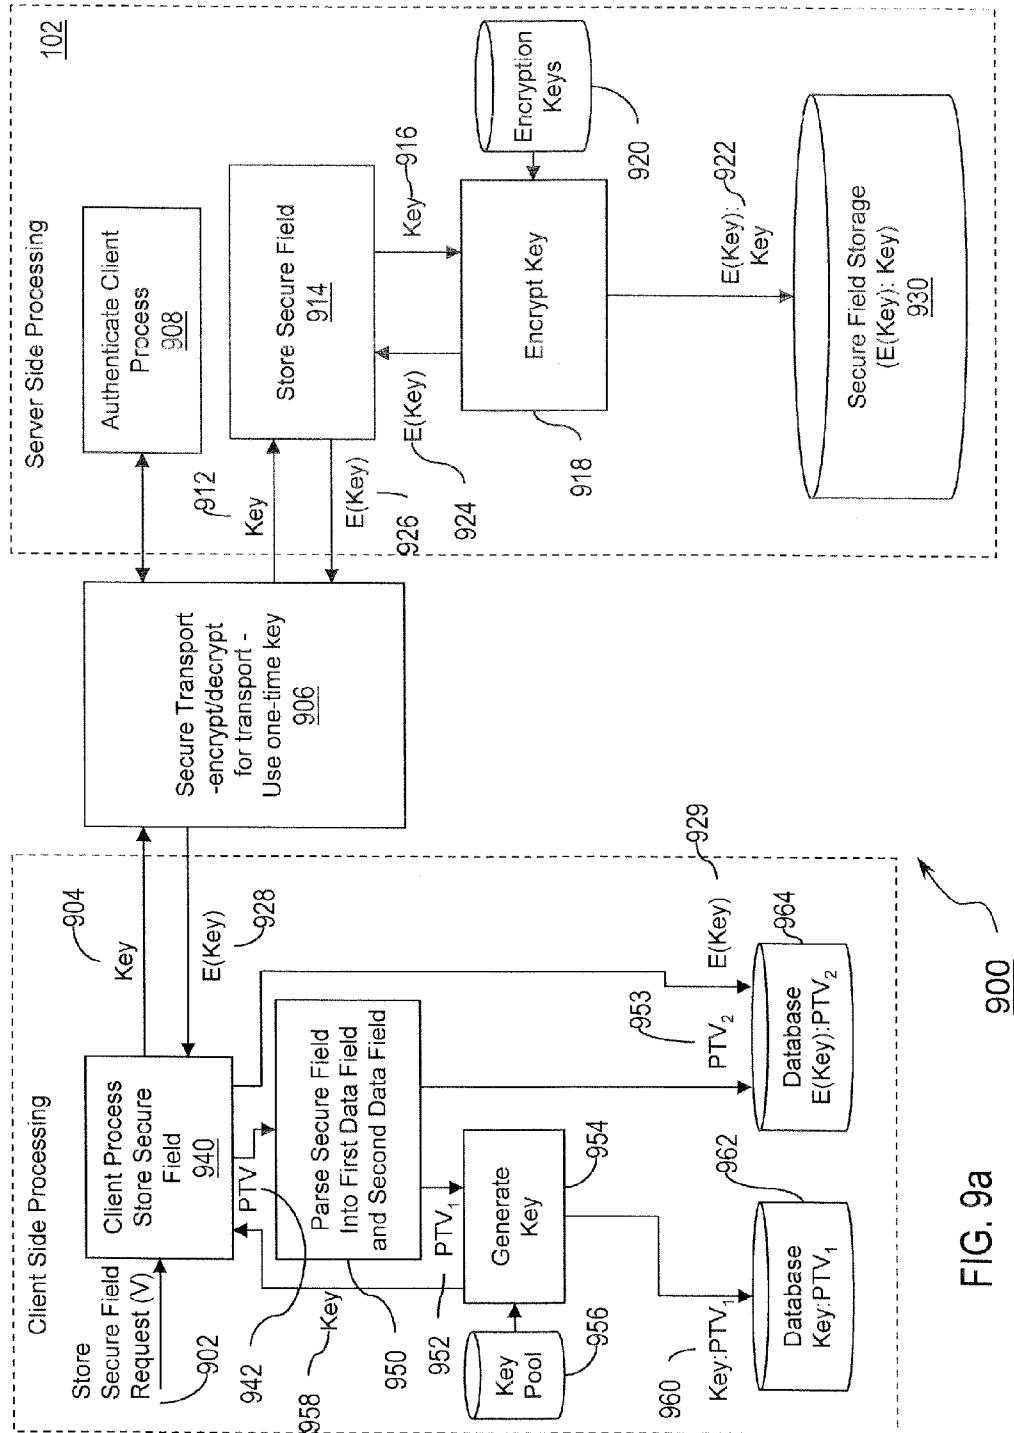 Client Side Processing
Store
Secure Field
Request (V)
902
Client Process
Store Secure
Field
940
Key
904
E(Key)
928
PTV
942
Key
958
Parse Secure Field
Into First Data Field
and Second Data Field
950
PTV1
952
Generate
Key
954
Key
Pool
956
PTV2
953
E(Key)
929
Key:PTV1
960
Database
Key:PTV1
962
Database
E(Key):PTV2
964
Secure Transport
-encrypt/decrypt
for transport -
Use one-time key
906
Server Side Processing
102
Authenticate Client
Process
908
912
Key
E(Key)
926
Store Secure Field
914
Key
916
E(Key)
924
Encrypt Key
918
Encryption
Keys
920
E(Key):
Key
922
Secure Field Storage
(E(Key): Key)
930
900
FIG. 9a